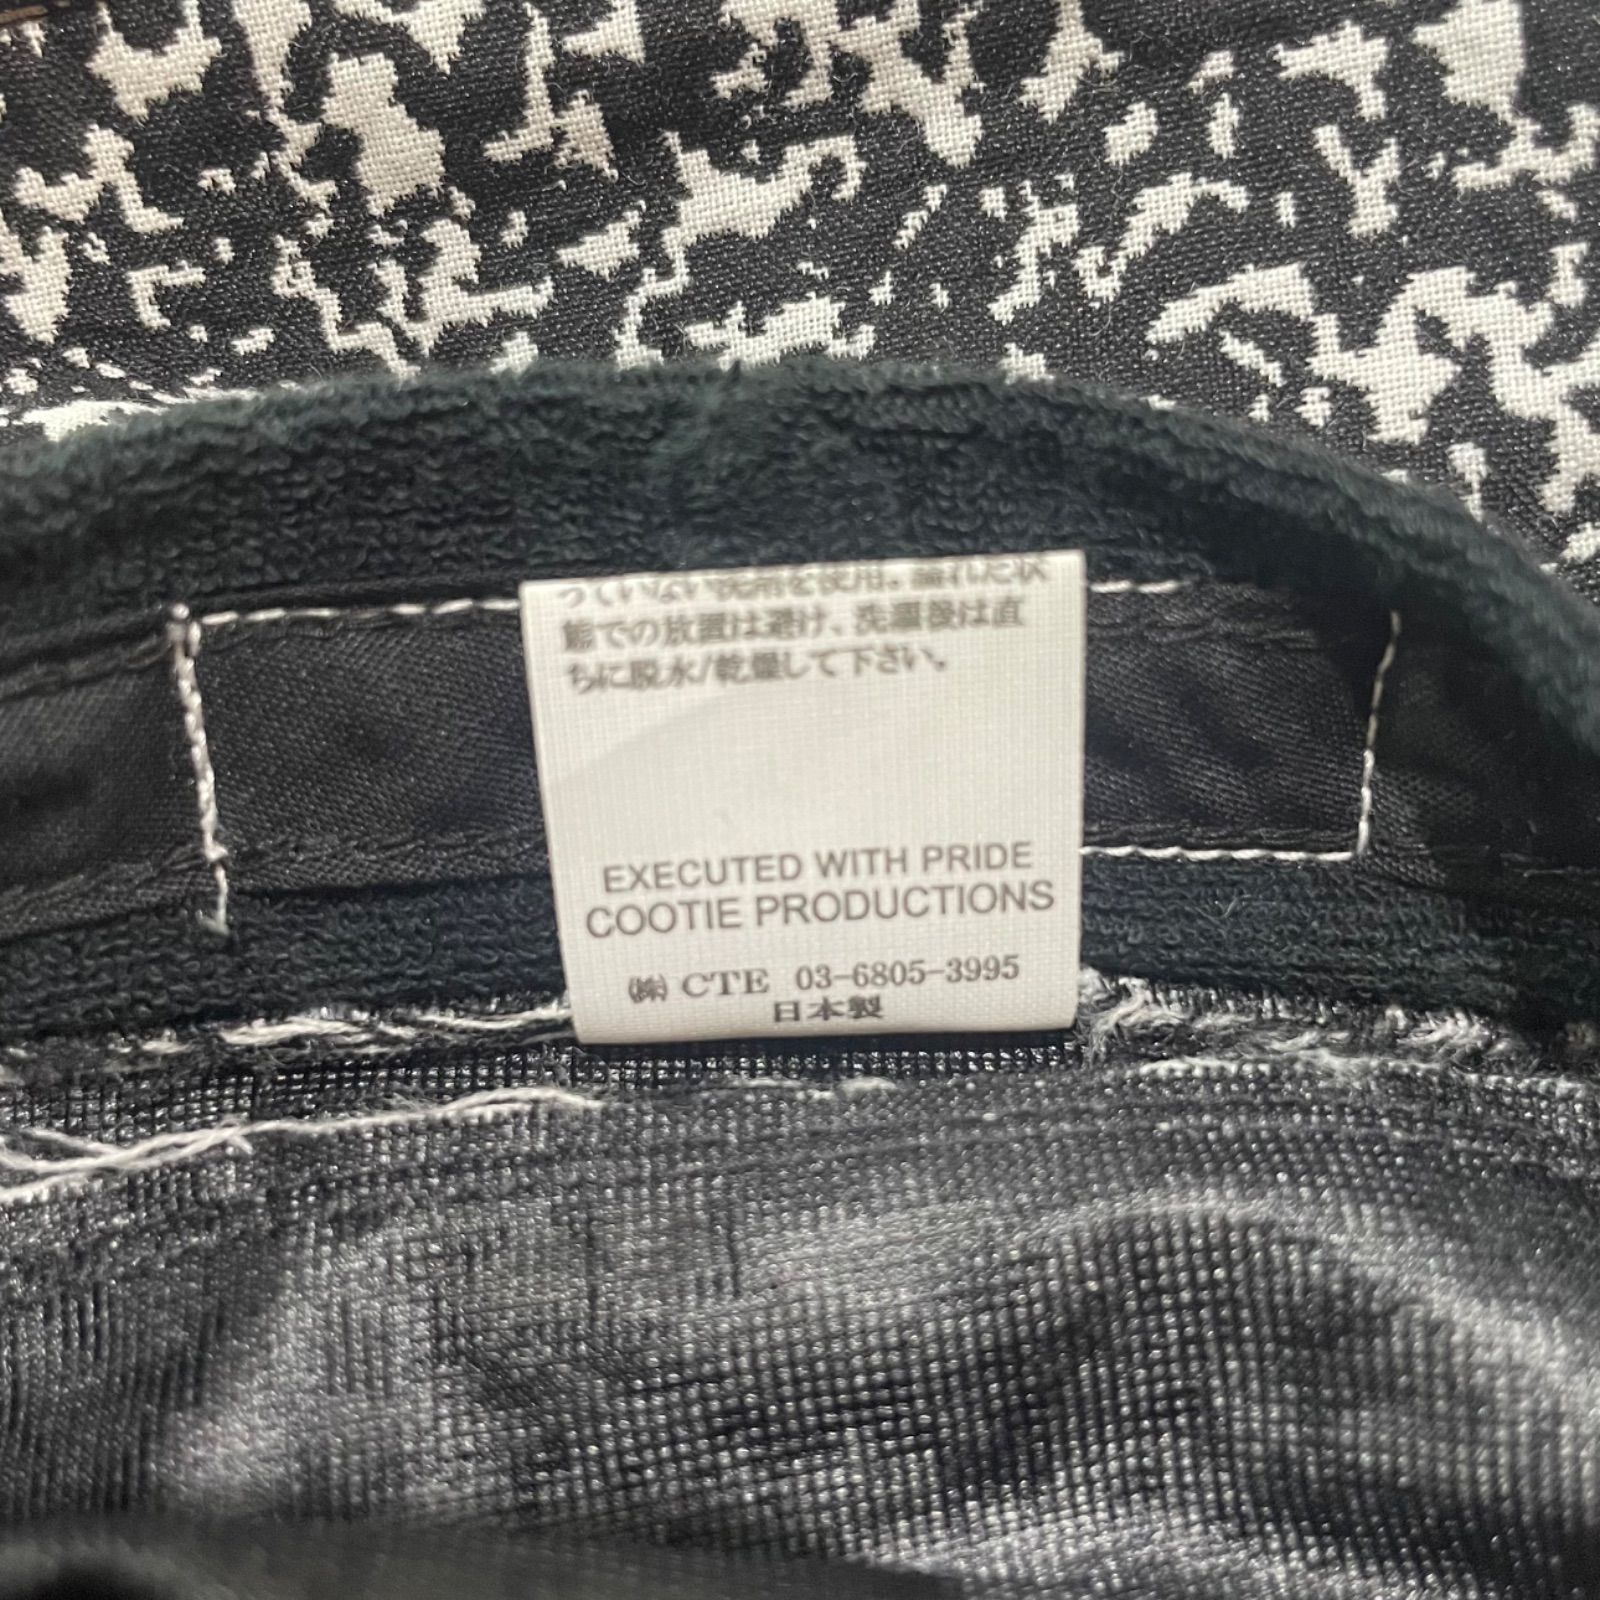 っていない洗剤を使用。濡れた状
態での放置は避け、洗濯後は直
ちに脱水/乾燥して下さい。
EXECUTED WITH PRIDE
COOTIE PRODUCTIONS
㈱ CTE 03-6805-3995
日本製